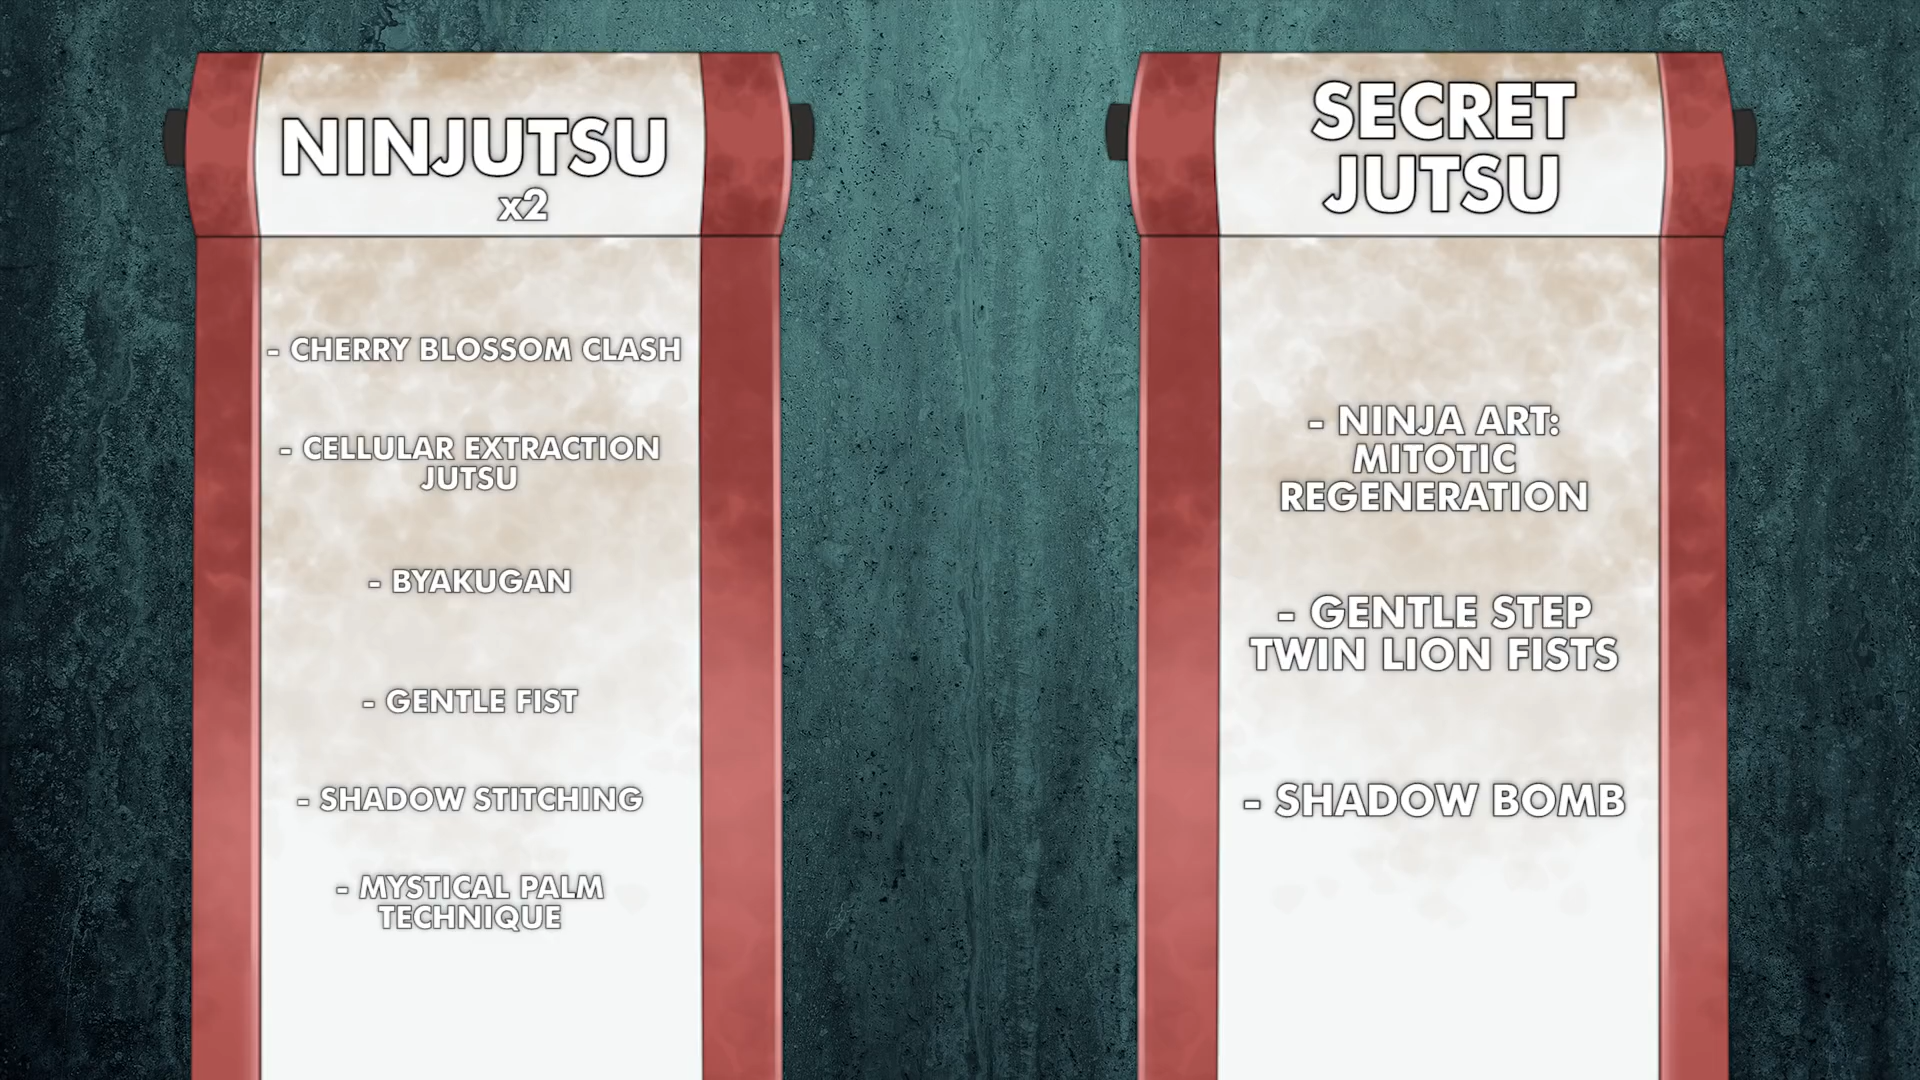 NINJUTSU
x2
- CHERRY BLOSSOM CLASH
- CELLULAR EXTRACTION
JUTSU
- BYAKUGAN
- GENTLE FIST
- SHADOW STITCHING
- MYSTICAL PALM
TECHNIQUE
SECRET
JUTSU
- NINJA ART:
MITOTIC
REGENERATION
- GENTLE STEP
TWIN LION FISTS
- SHADOW BOMB